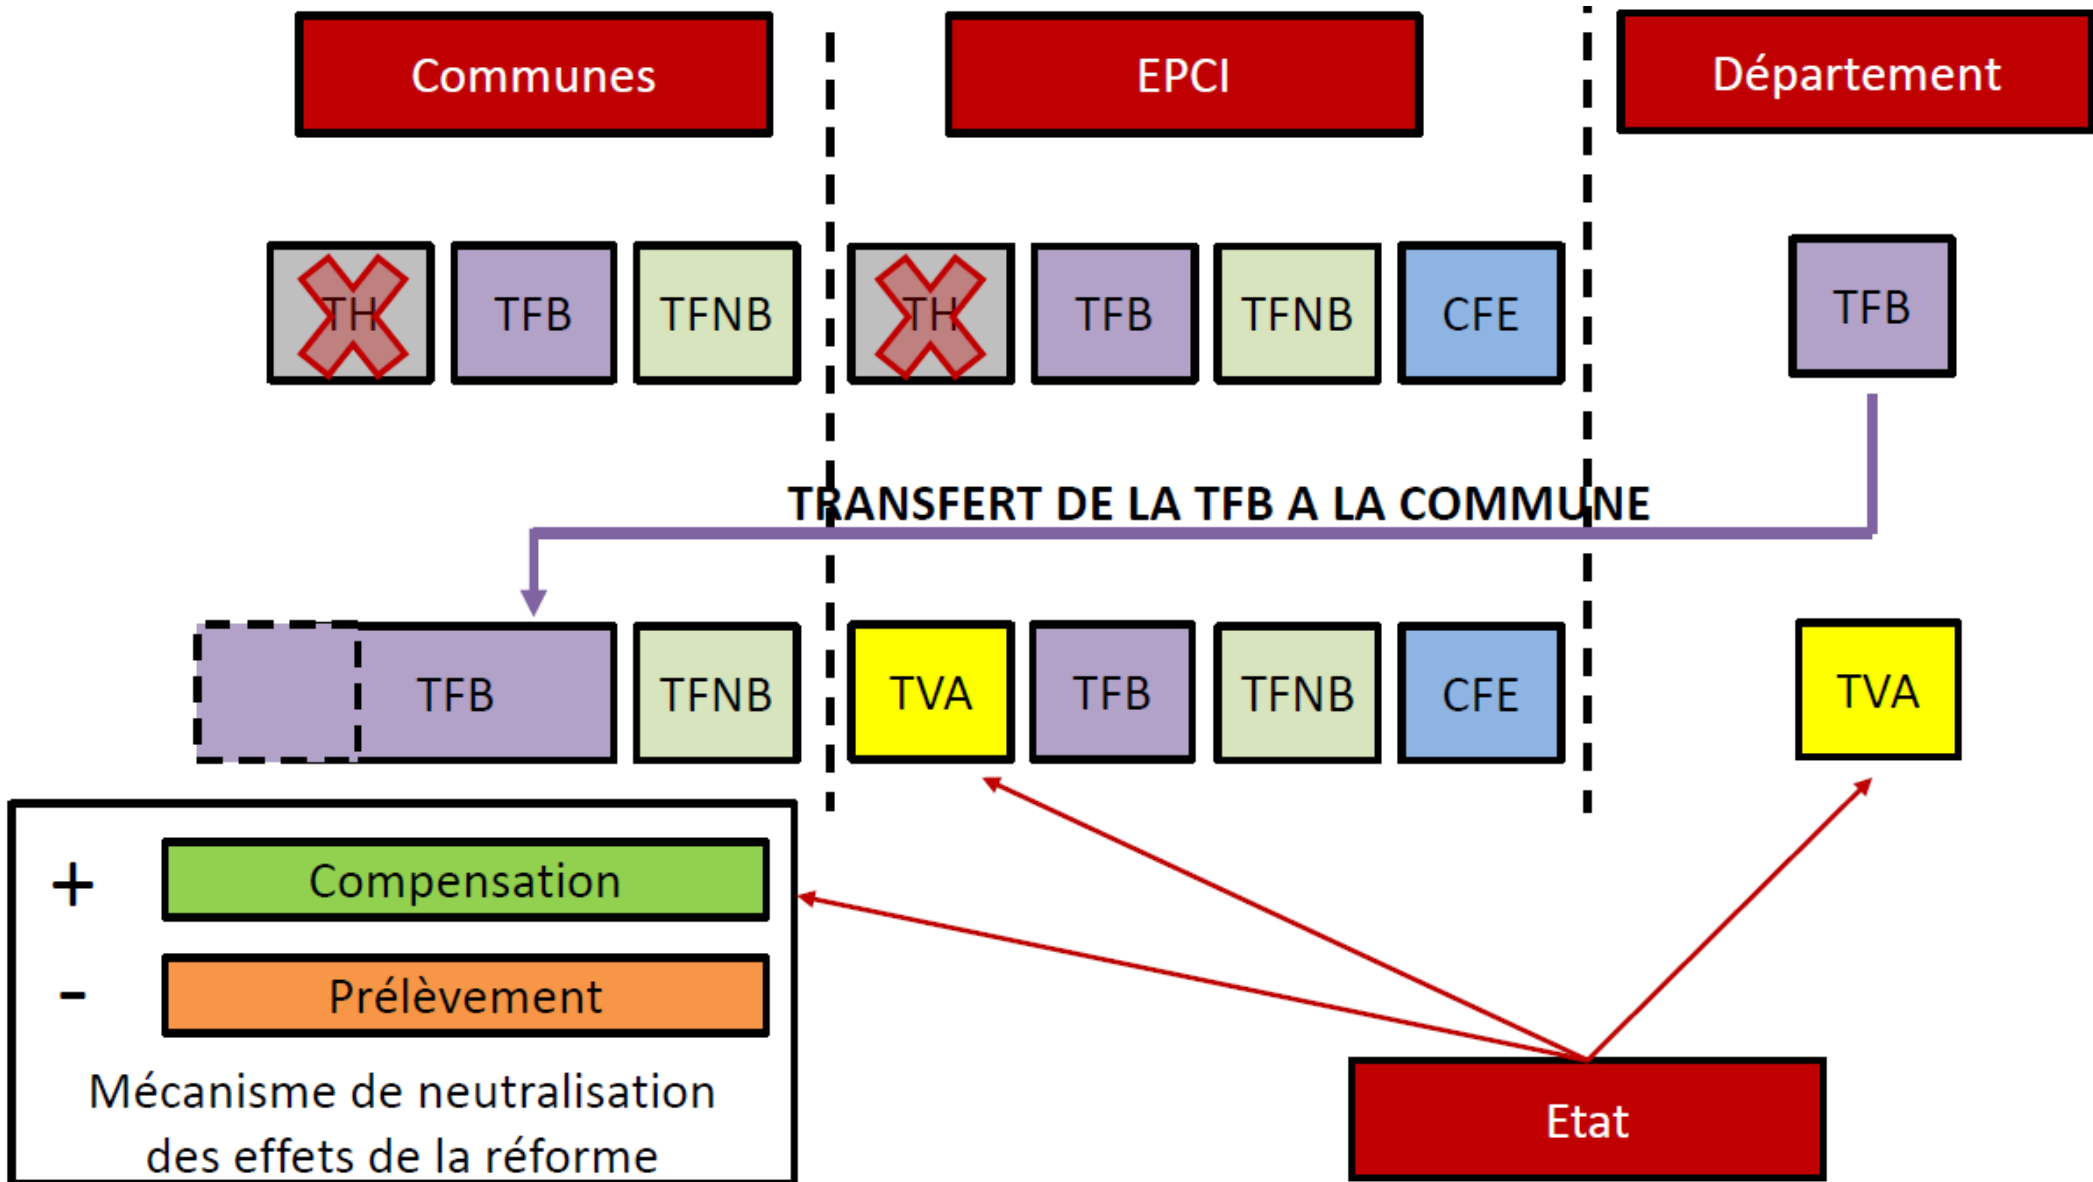 Communes
EPCI
Département
TH
TFB
TFNB
TH
TFB
TFNB
CFE
TFB
TRANSFERT DE LA TFB A LA COMMUNE
TFB
TFNB
TVA
TFB
TFNB
CFE
TVA
+ Compensation
- Prélèvement
Mécanisme de neutralisation
des effets de la réforme
Etat